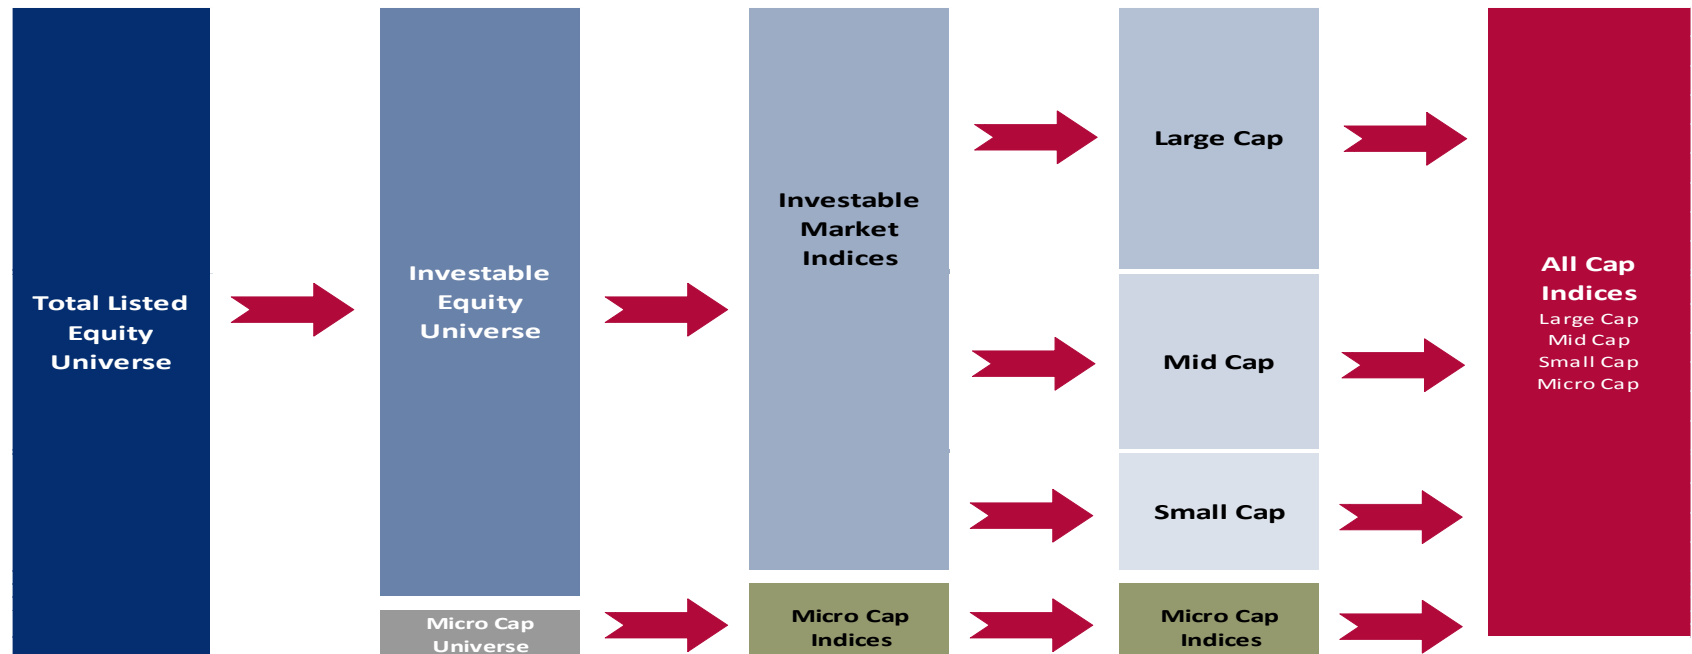 Total Listed
Equity
Universe
Investable
Equity
Universe
Micro Cap
Universe
Investable
Market
Indices
Micro Cap
Indices
Large Cap
Mid Cap
Small Cap
Micro Cap
Indices
All Cap
Indices
Large Cap
Mid Cap
Small Cap
Micro Cap